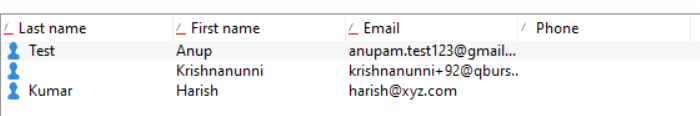 Last name First name Email Phone
Test Anup anupam.test123@gmail...
Krishnanunni krishnanunni+92@qburs..
Kumar Harish harish@xyz.com